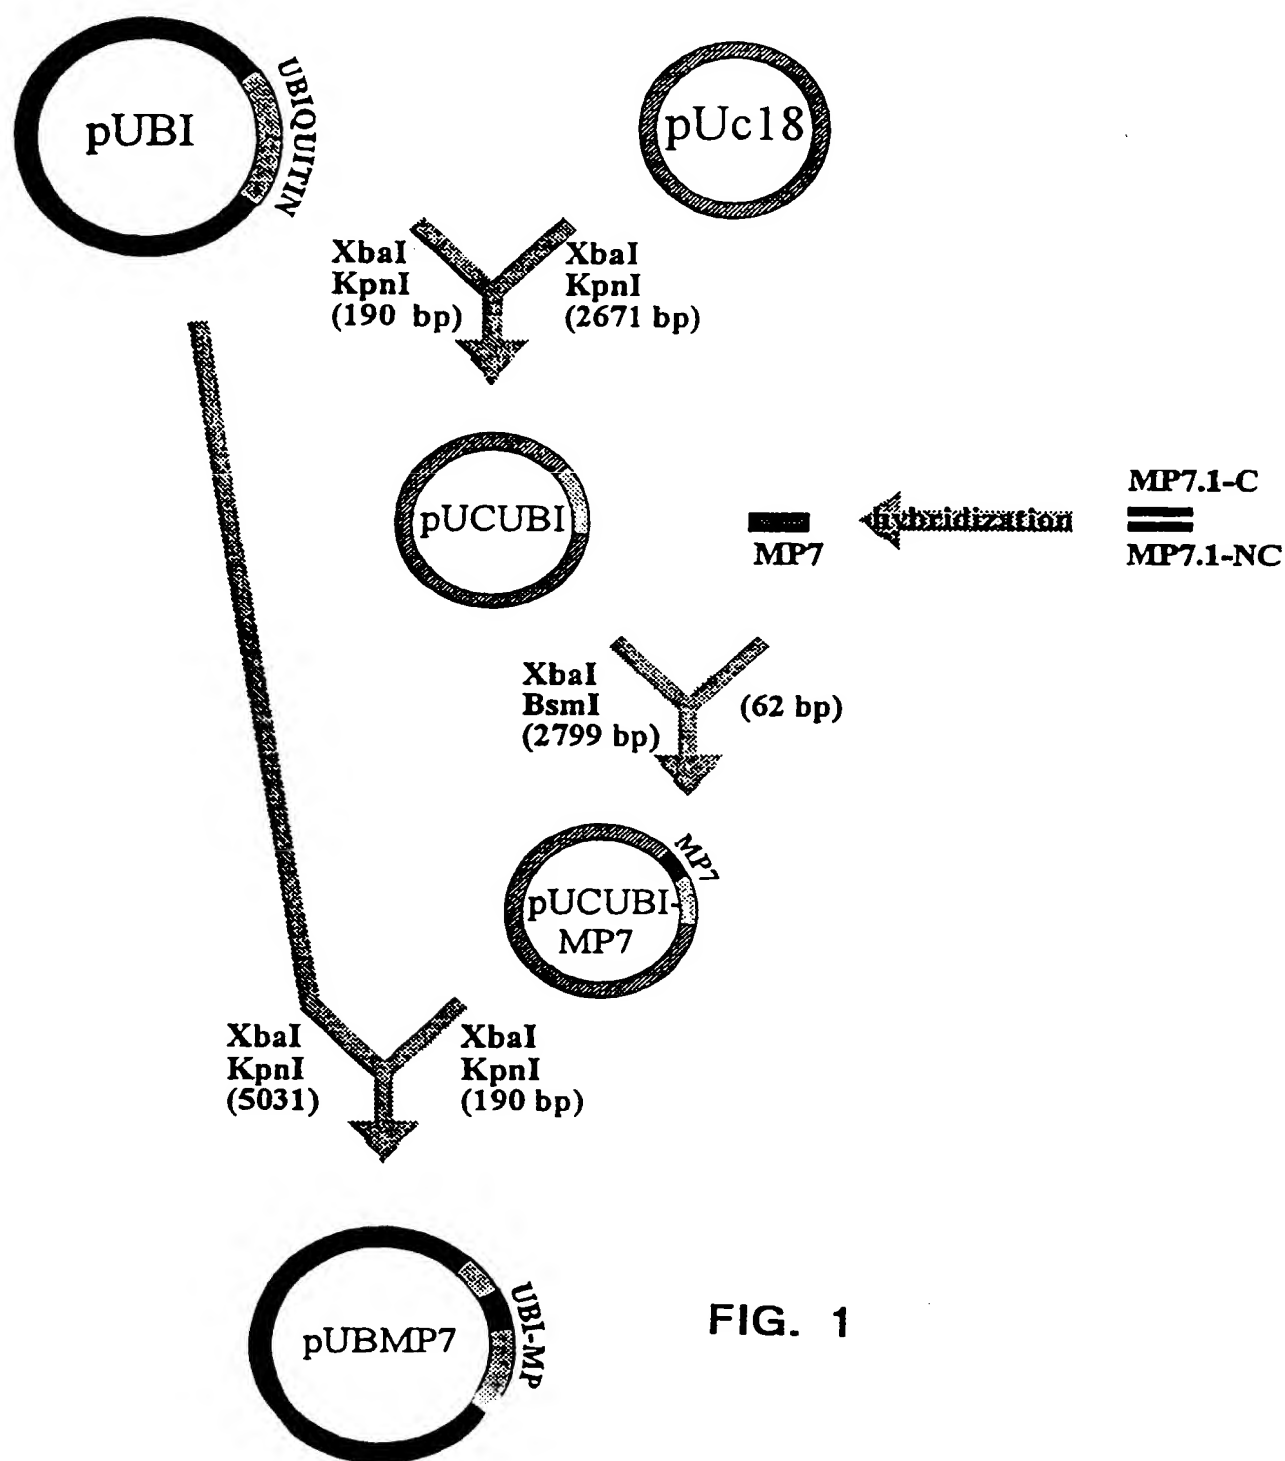 pUBI
UBIQUITIN
pUc18
XbaI
KpnI
(190 bp)
XbaI
KpnI
(2671 bp)
pUCUBI
MP7
hybridization
MP7.1-C
MP7.1-NC
XbaI
BsmI
(2799 bp)
(62 bp)
MP7
pUCUBI-
MP7
XbaI
KpnI
(5031)
XbaI
KpnI
(190 bp)
pUBMP7
UBI-MP
FIG. 1